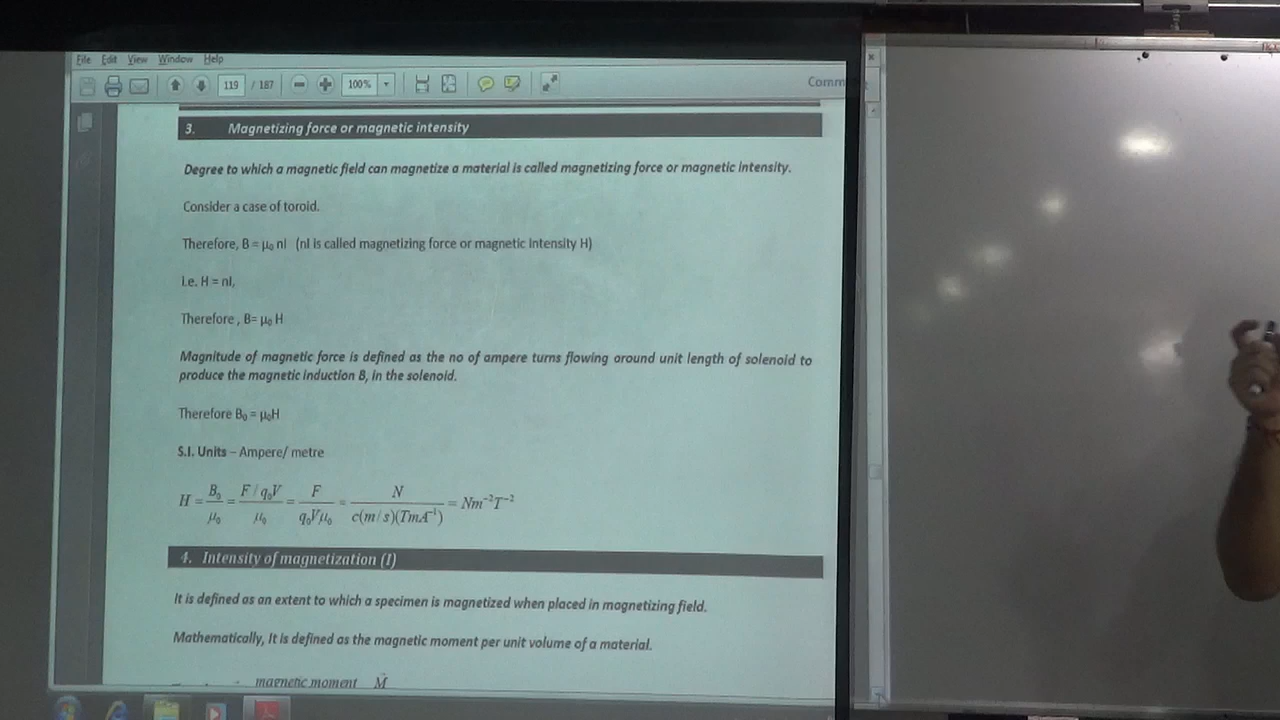 File Edit View Window Help
119 / 187 100% Comm
3. Magnetizing force or magnetic intensity
Degree to which a magnetic field can magnetize a material is called magnetizing force or magnetic intensity.
Consider a case of toroid.
Therefore, B = μ₀ nI (nI is called magnetizing force or magnetic intensity H)
i.e. H = nI,
Therefore , B= μ₀ H
Magnitude of magnetic force is defined as the no of ampere turns flowing around unit length of solenoid to
produce the magnetic induction B, in the solenoid.
Therefore B₀ = μ₀H
S.I. Units – Ampere/ metre
H = B₀/μ₀ = (F / q₀V)/μ₀ = F/(q₀Vμ₀) = N/(c(m / s)(TmA⁻¹)) = Nm⁻²T⁻²
4. Intensity of magnetization (I)
It is defined as an extent to which a specimen is magnetized when placed in magnetizing field.
Mathematically, It is defined as the magnetic moment per unit volume of a material.
magnetic moment M